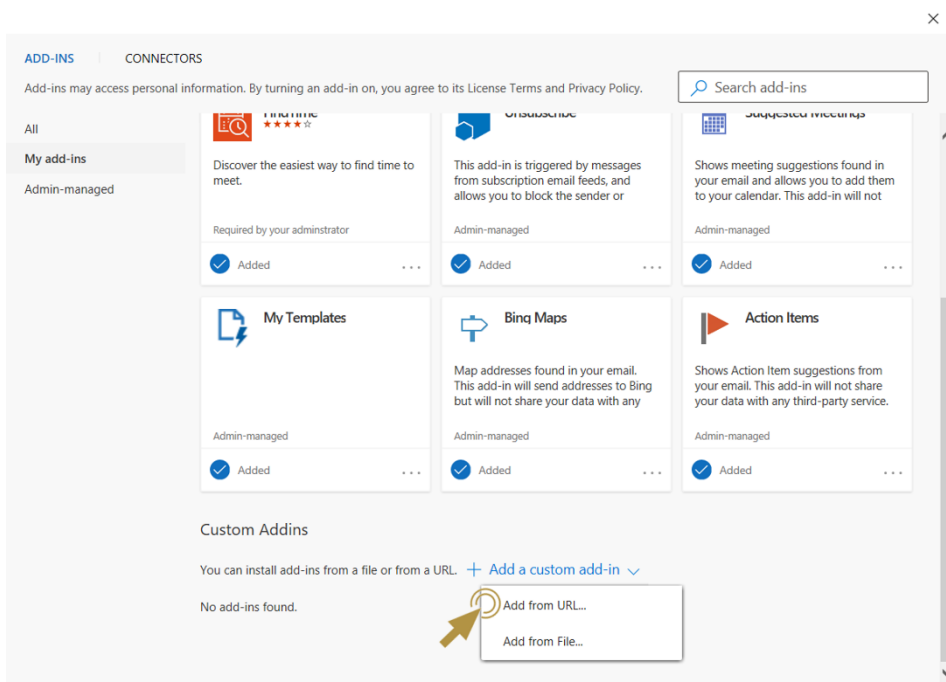 ADD-INS CONNECTORS
Add-ins may access personal information. By turning an add-in on, you agree to its License Terms and Privacy Policy.
Search add-ins
All
My add-ins
Admin-managed
FindTime
Discover the easiest way to find time to
meet.
Required by your adminstrator
Added
Unsubscribe
This add-in is triggered by messages
from subscription email feeds, and
allows you to block the sender or
Admin-managed
Added
Suggested Meetings
Shows meeting suggestions found in
your email and allows you to add them
to your calendar. This add-in will not
Admin-managed
Added
My Templates
Admin-managed
Added
Bing Maps
Map addresses found in your email.
This add-in will send addresses to Bing
but will not share your data with any
Admin-managed
Added
Action Items
Shows Action Item suggestions from
your email. This add-in will not share
your data with any third-party service.
Admin-managed
Added
Custom Addins
You can install add-ins from a file or from a URL. + Add a custom add-in
No add-ins found.
Add from URL...
Add from File...